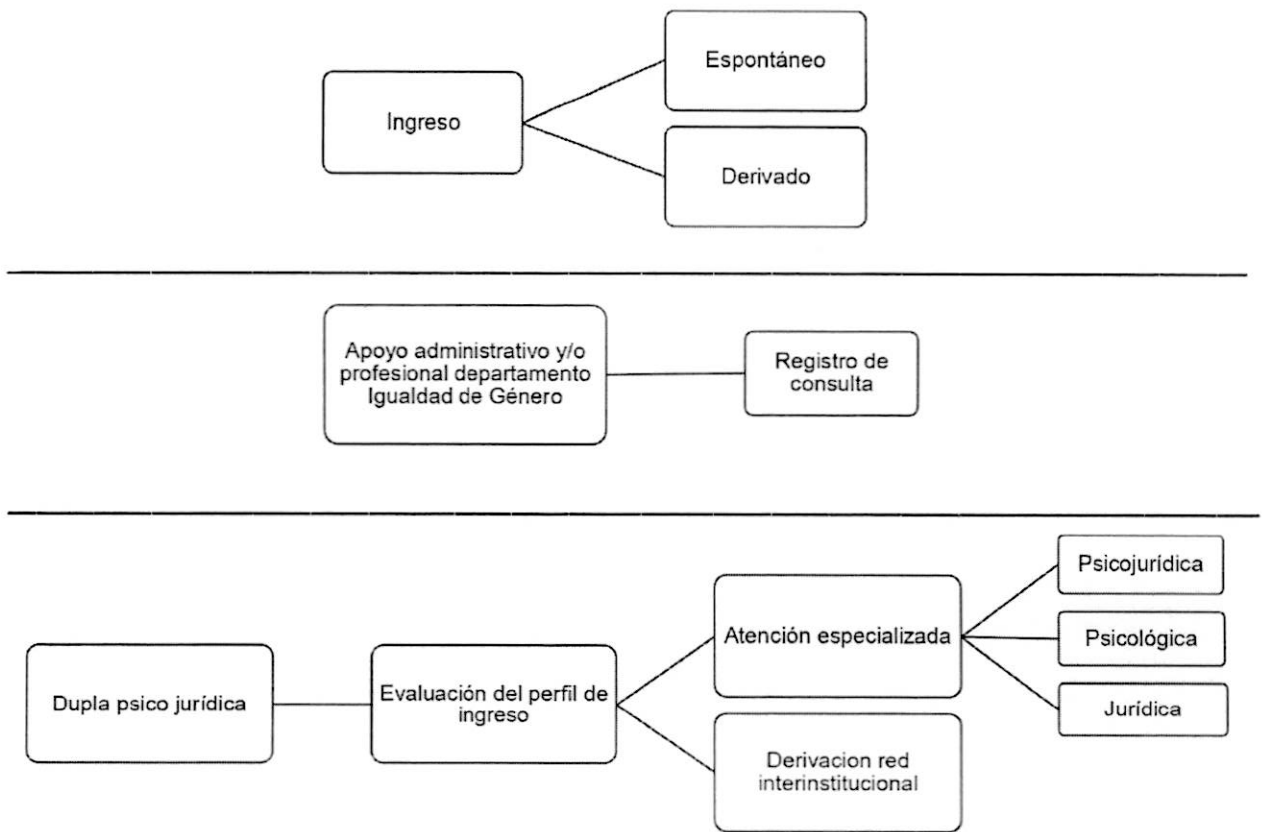 Espontáneo
Ingreso
Derivado
Apoyo administrativo y/o
profesional departamento
Igualdad de Género
Registro de
consulta
Psicojurídica
Atención especializada
Psicológica
Dupla psico jurídica
Evaluación del perfil de
ingreso
Jurídica
Derivacion red
interinstitucional